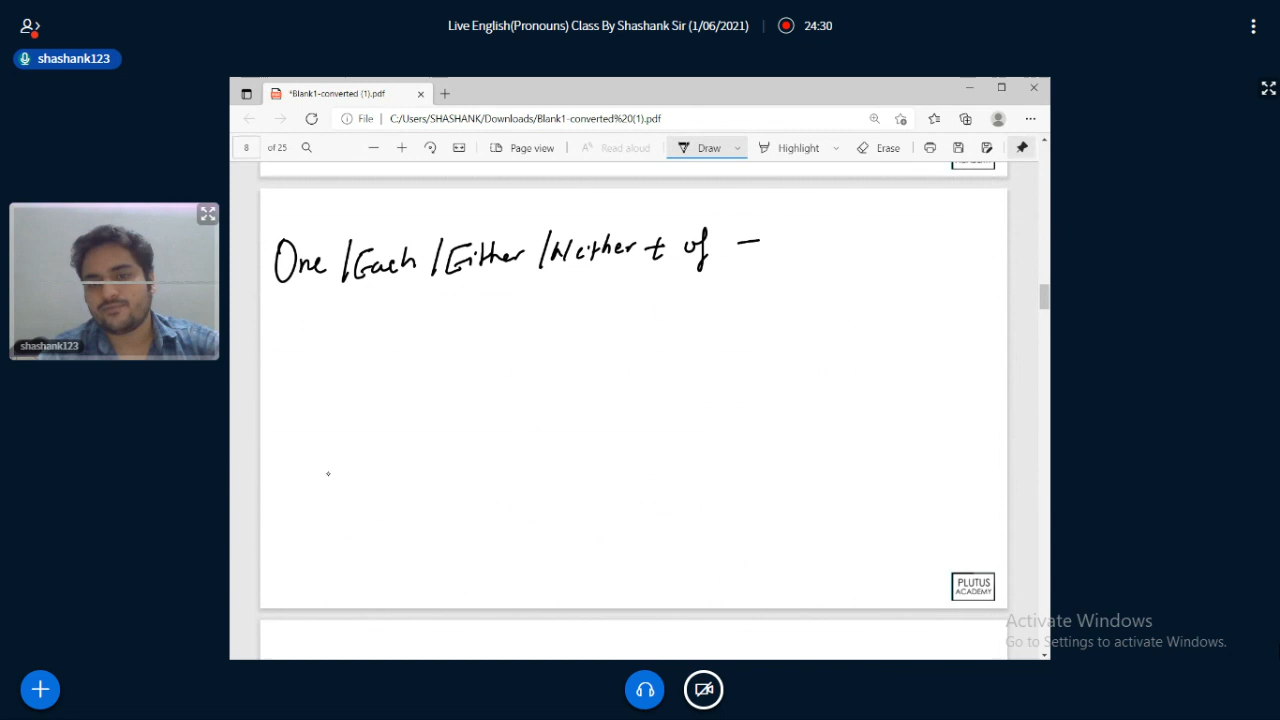 Live English(Pronouns) Class By Shashank Sir (1/06/2021)
24:30
shashank123
*Blank1-converted (1).pdf
File
C:/Users/SHASHANK/Downloads/Blank1-converted%20(1).pdf
8 of 25
Page view
Read aloud
Draw
Highlight
Erase
ACADEMY
One /Each /Either /Neither + of –
shashank123
PLUTUS
ACADEMY
Activate Windows
Go to Settings to activate Windows.